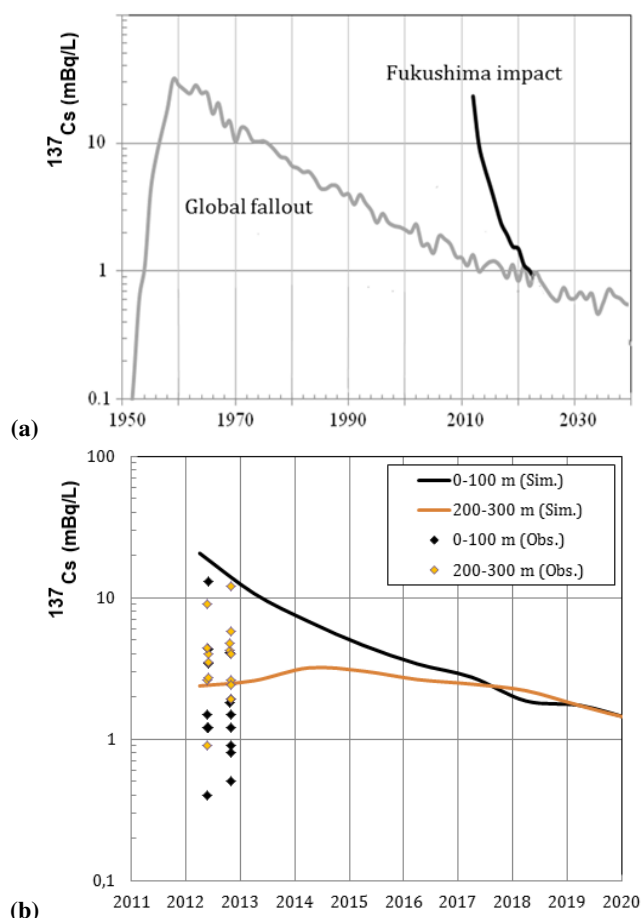 ¹³⁷Cs (mBq/L)
Fukushima impact
Global fallout
10
1
0.1
1950
1970
1990
2010
2030
(a)
¹³⁷Cs (mBq/L)
100
10
1
0,1
0-100 m (Sim.)
200-300 m (Sim.)
0-100 m (Obs.)
200-300 m (Obs.)
2011 2012 2013 2014 2015 2016 2017 2018 2019 2020
(b)